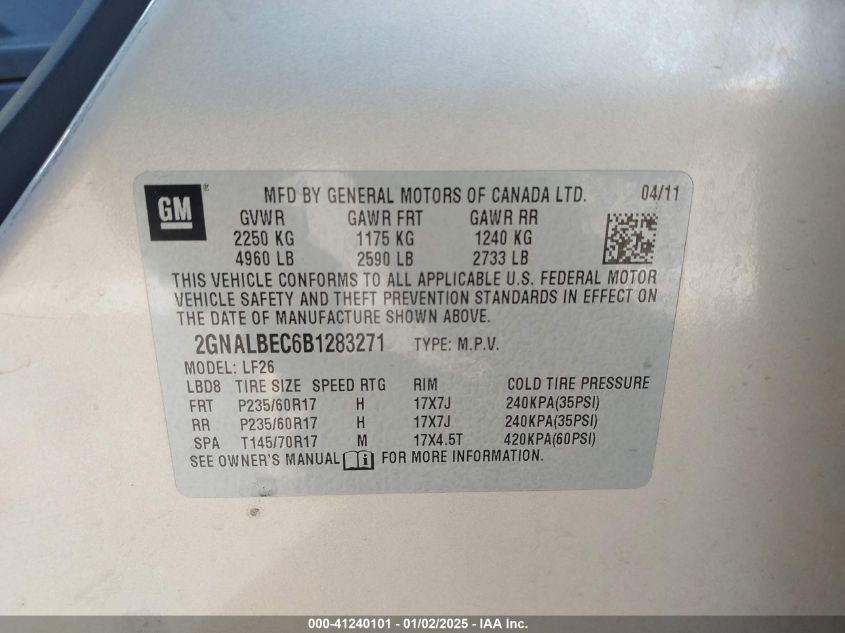 GM ® MFD BY GENERAL MOTORS OF CANADA LTD. 04/11
GVWR GAWR FRT GAWR RR
2250 KG 1175 KG 1240 KG
4960 LB 2590 LB 2733 LB
THIS VEHICLE CONFORMS TO ALL APPLICABLE U.S. FEDERAL MOTOR
VEHICLE SAFETY AND THEFT PREVENTION STANDARDS IN EFFECT ON
THE DATE OF MANUFACTURE SHOWN ABOVE.
2GNALBEC6B1283271 TYPE: M.P.V.
MODEL: LF26
LBD8 TIRE SIZE SPEED RTG RIM COLD TIRE PRESSURE
FRT P235/60R17 H 17X7J 240KPA(35PSI)
RR P235/60R17 H 17X7J 240KPA(35PSI)
SPA T145/70R17 M 17X4.5T 420KPA(60PSI)
SEE OWNER'S MANUAL i FOR MORE INFORMATION.
000-41240101 - 01/02/2025 - IAA Inc.